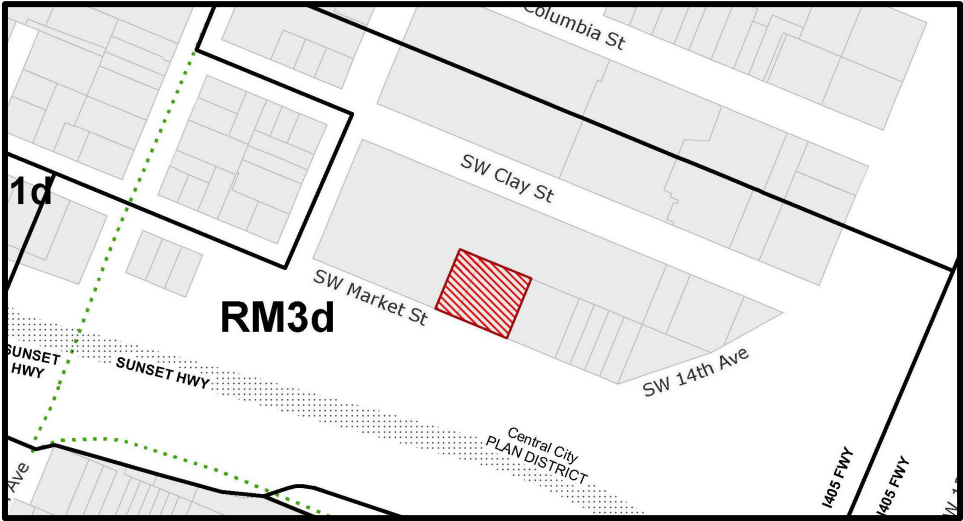 Columbia St
SW Clay St
1d
SW Market St
RM3d
SUNSET
HWY
SUNSET HWY
SW 14th Ave
Central City
PLAN DISTRICT
I405 FWY
I405 FWY
Ave